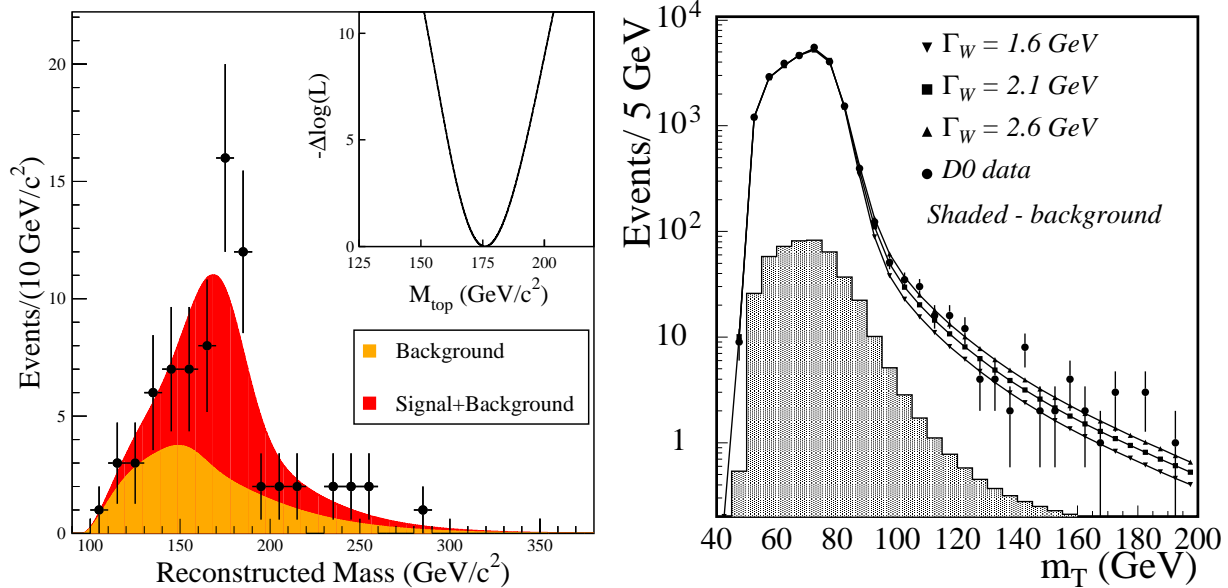 Events/(10 GeV/c²)
20
15
10
5
0
100 150 200 250 300 350
Reconstructed Mass (GeV/c²)
-Δlog(L)
10
5
0
125 150 175 200
M_top (GeV/c²)
Background
Signal+Background
Events/ 5 GeV
10⁴
10³
10²
10
1
40 60 80 100 120 140 160 180 200
m_T (GeV)
Γ_W = 1.6 GeV
Γ_W = 2.1 GeV
Γ_W = 2.6 GeV
D0 data
Shaded - background